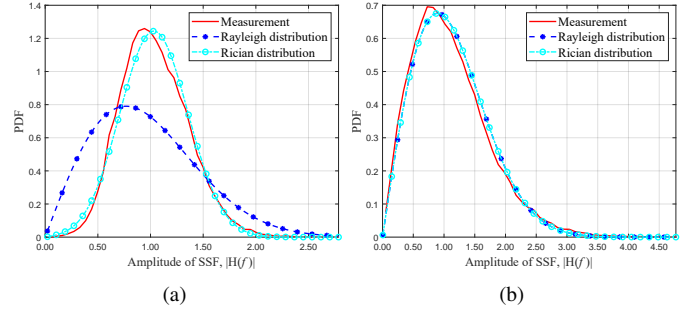 1.4
1.2
1
0.8
0.6
0.4
0.2
0
PDF
Measurement
Rayleigh distribution
Rician distribution
0.00 0.50 1.00 1.50 2.00 2.50
Amplitude of SSF, |H(f)|
(a)
0.7
0.6
0.5
0.4
0.3
0.2
0.1
0
PDF
Measurement
Rayleigh distribution
Rician distribution
0.00 0.50 1.00 1.50 2.00 2.50 3.00 3.50 4.00 4.50
Amplitude of SSF, |H(f)|
(b)